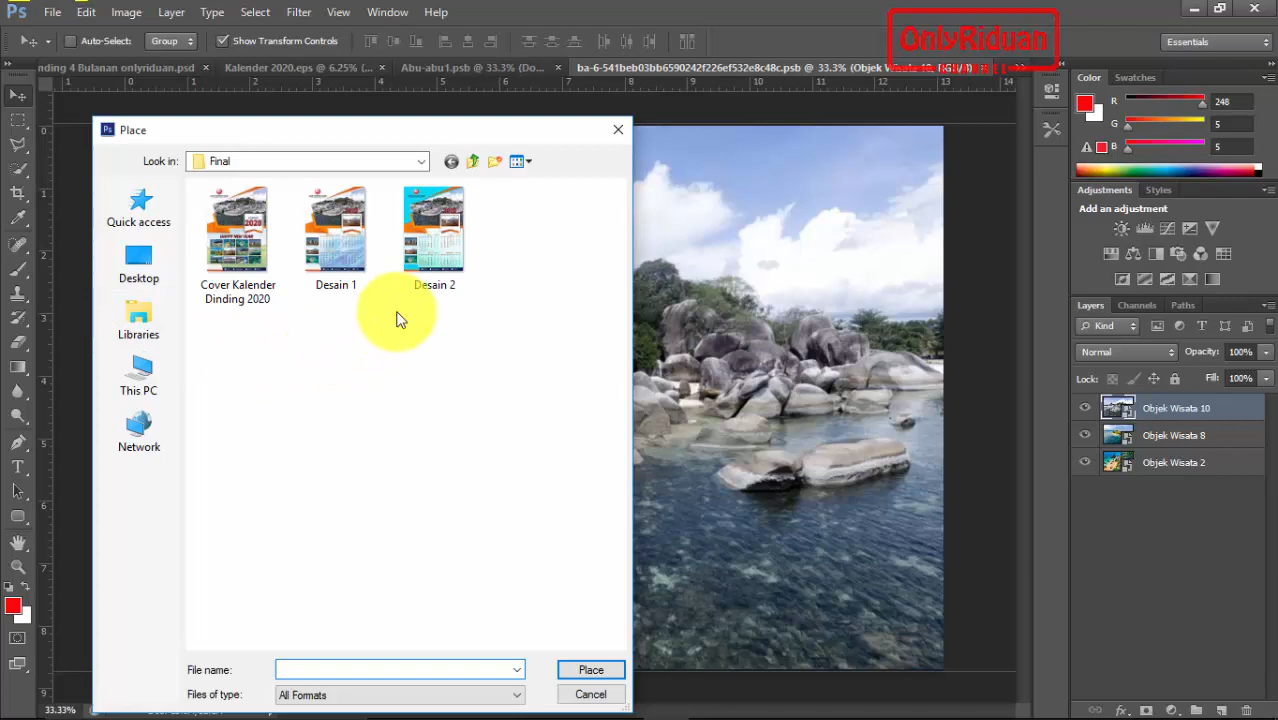 Ps File Edit Image Layer Type Select Filter View Window Help
Auto-Select: Group Show Transform Controls
OnlyRiduan
Essentials
nding 4 Bulanan onlyriduan.psd × Kalender 2020.eps @ 6.25% (... × Abu-abu1.psb @ 33.3% (Do... × ba-6-541beb03bb6590242f226ef532e8c48c.psb @ 33.3% (Objek Wisata 10, RGB/8)
Ps Place
Look in: Final
Quick access
Desktop
Libraries
This PC
Network
Cover Kalender
Dinding 2020
Desain 1
Desain 2
File name: Place
Files of type: All Formats Cancel
33.33%
Color Swatches
R 248
G 5
B 5
Adjustments Styles
Add an adjustment
Layers Channels Paths
Kind
Normal Opacity: 100%
Lock: Fill: 100%
Objek Wisata 10
Objek Wisata 8
Objek Wisata 2
fx